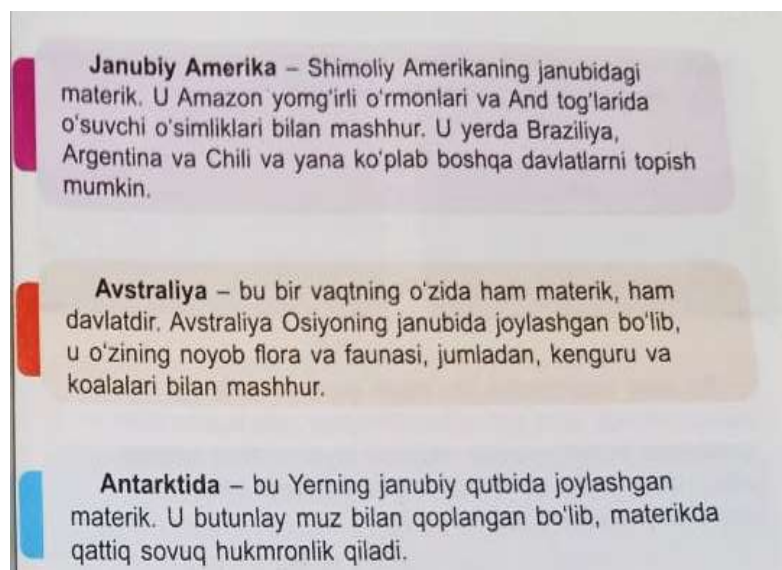 Janubiy Amerika – Shimoliy Amerikaning janubidagi
materik. U Amazon yomg'irli o'rmonlari va And tog'larida
o'suvchi o'simliklari bilan mashhur. U yerda Braziliya,
Argentina va Chili va yana ko'plab boshqa davlatlarni topish
mumkin.
Avstraliya – bu bir vaqtning o'zida ham materik, ham
davlatdir. Avstraliya Osiyoning janubida joylashgan bo'lib,
u o'zining noyob flora va faunasi, jumladan, kenguru va
koalalari bilan mashhur.
Antarktida – bu Yerning janubiy qutbida joylashgan
materik. U butunlay muz bilan qoplangan bo'lib, materikda
qattiq sovuq hukmronlik qiladi.